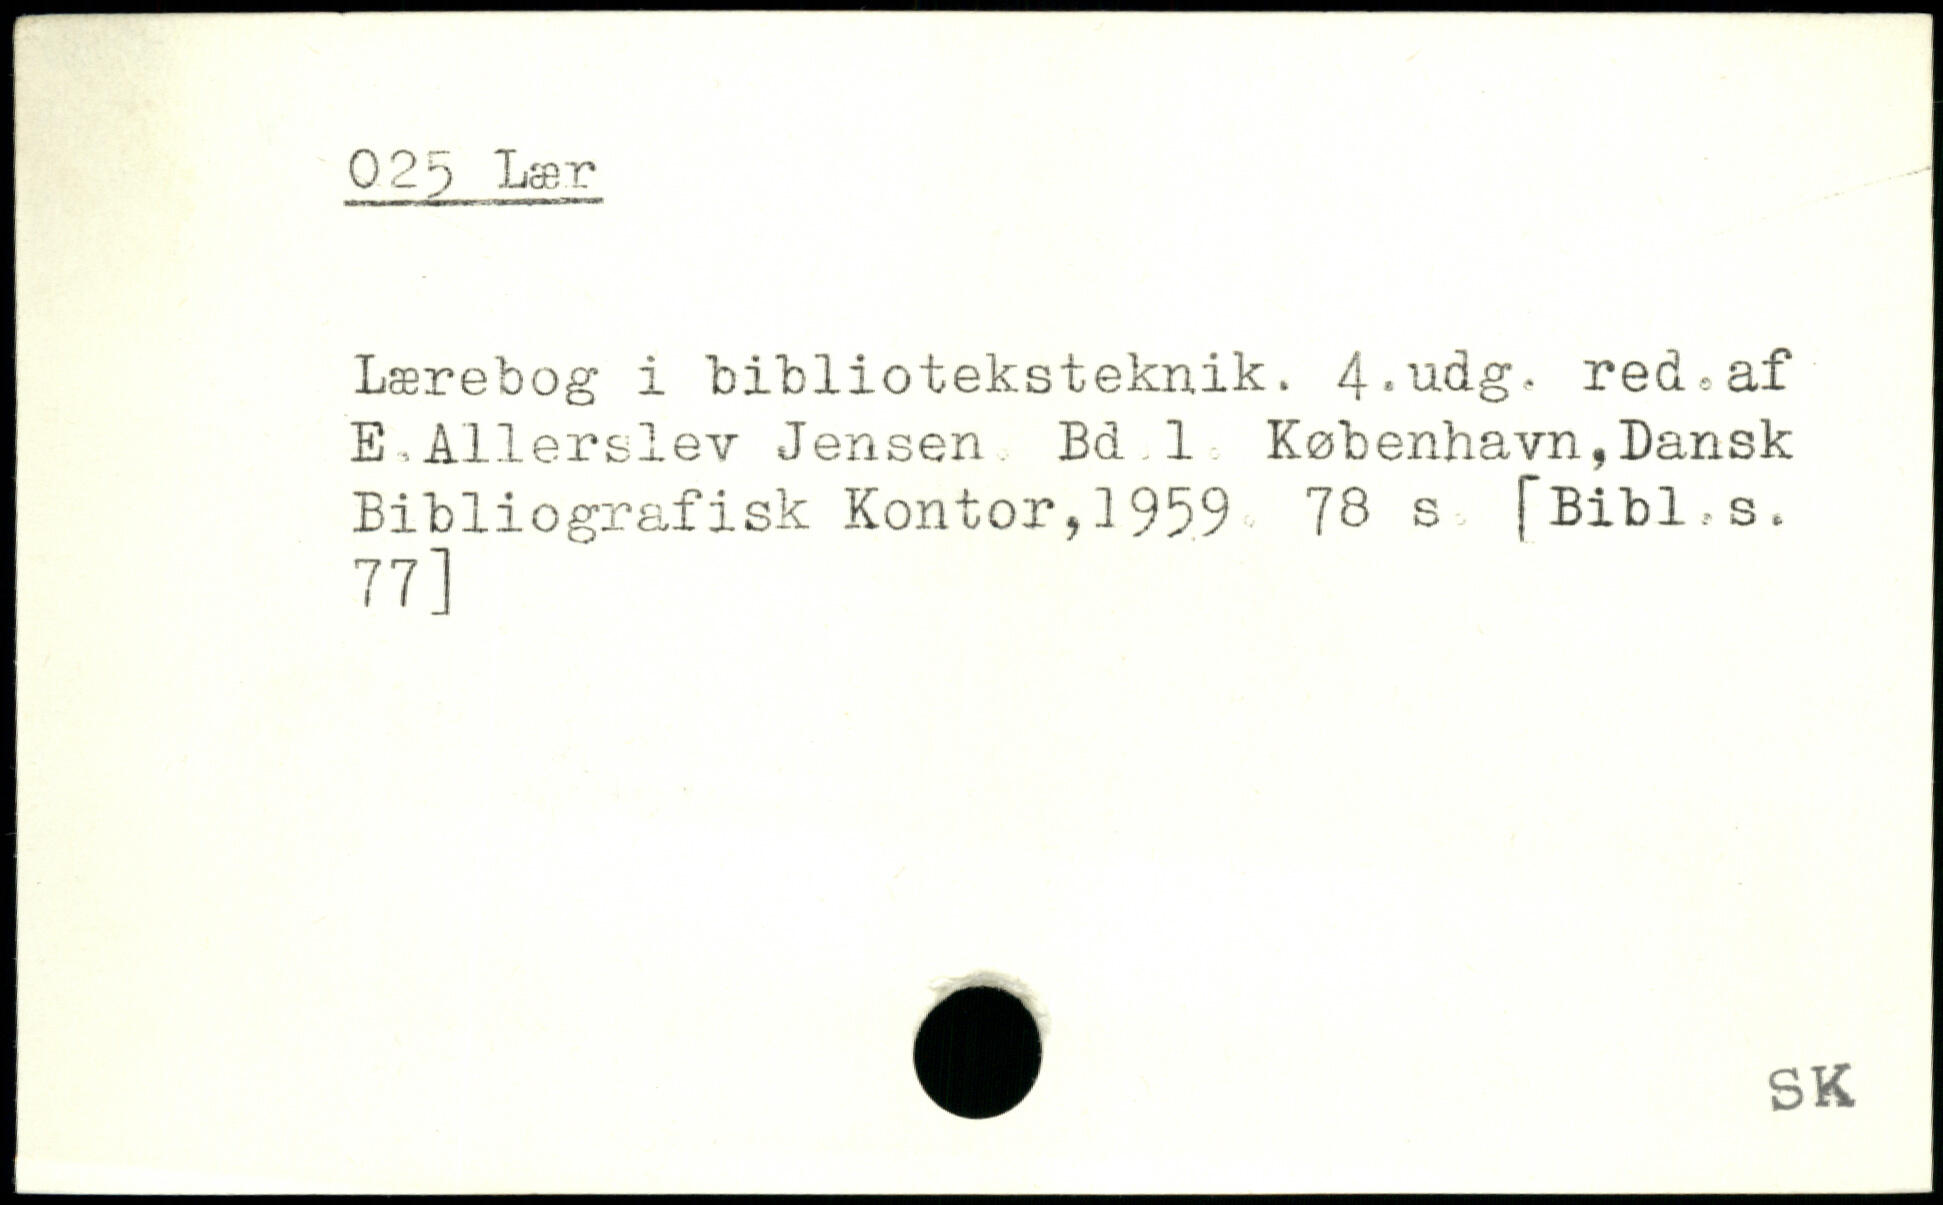 025 Lær
Lærebog i biblioteksteknik. 4.udg. red.af
E.Allerslev Jensen. Bd.1. København,Dansk
Bibliografisk Kontor,1959. 78 s. [Bibl.s.
77]
SK